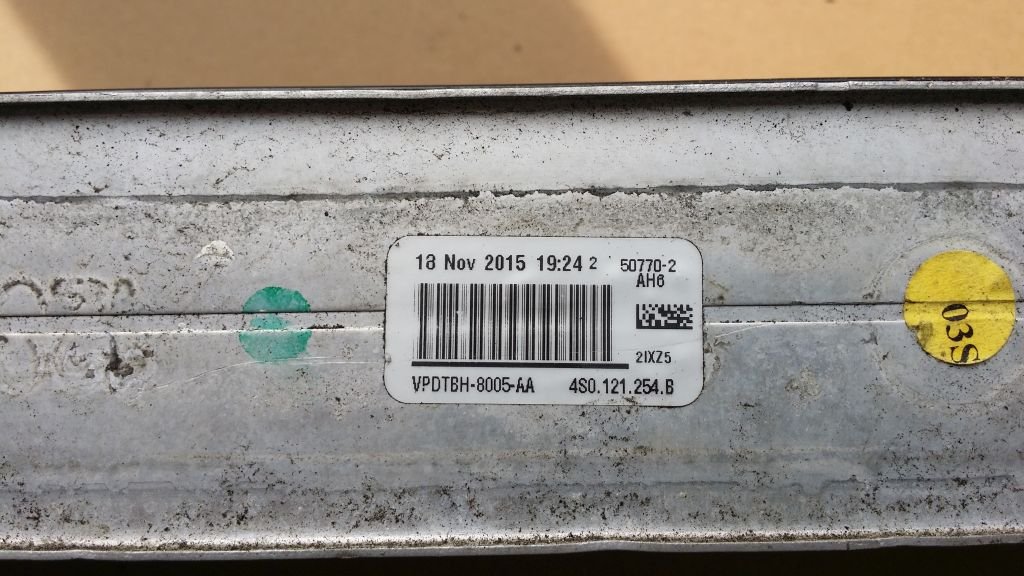 18 Nov 2015 19:24 2
50770-2
AH6
2IXZ5
VPDTBH-8005-AA 4S0.121.254.B
03S